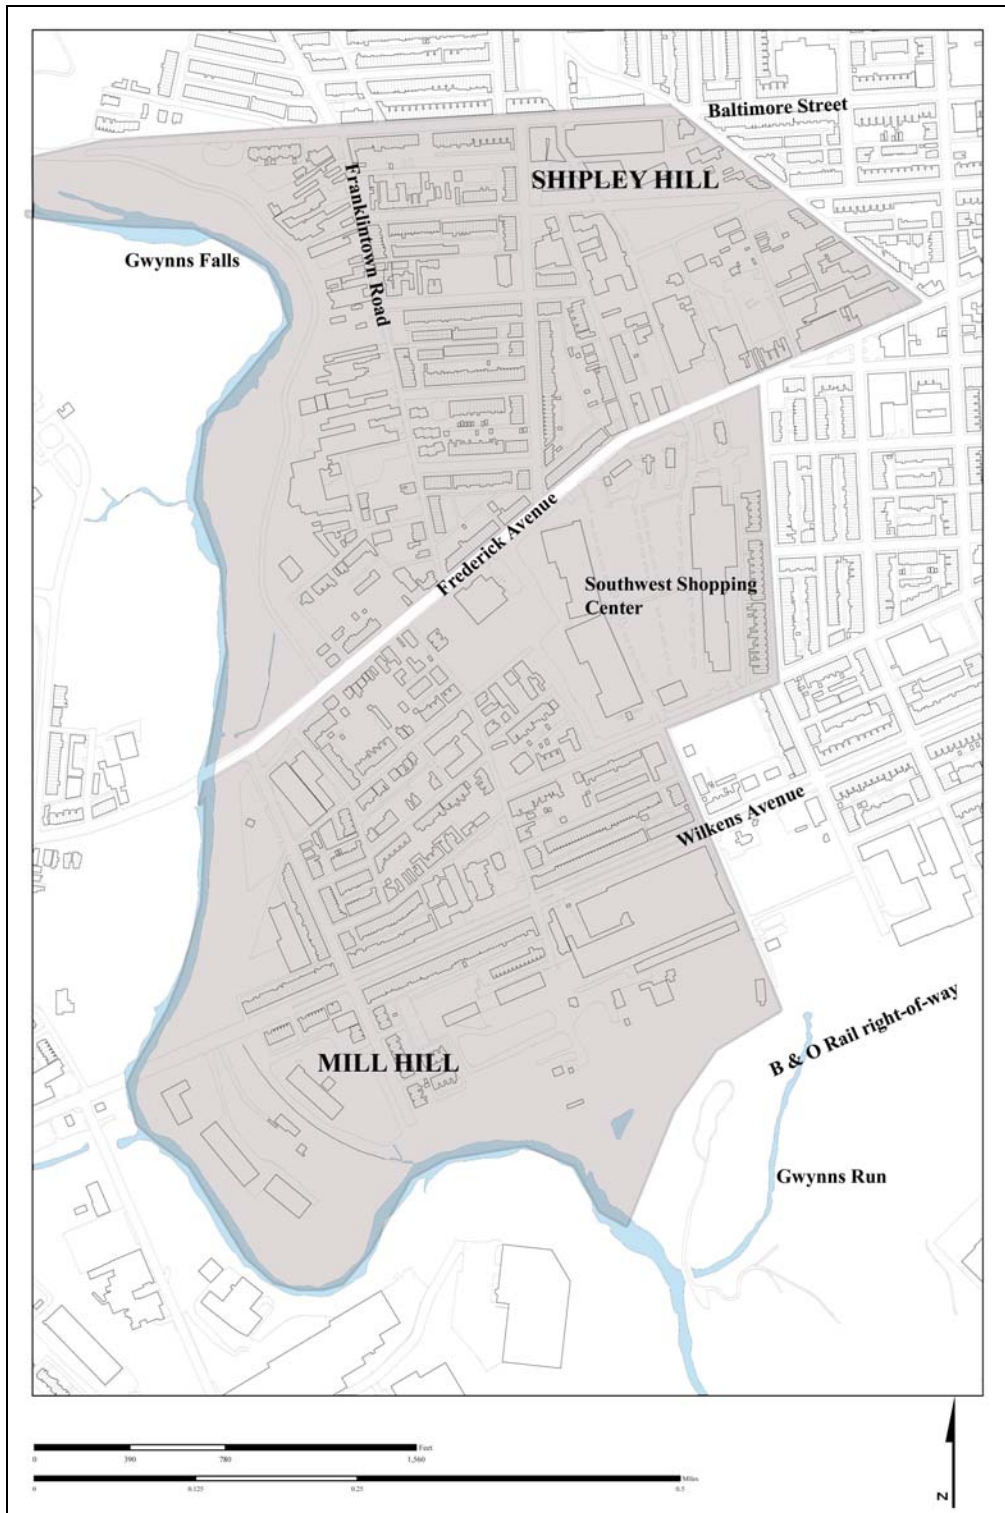 Baltimore Street
SHIPLEY HILL
Franklintown Road
Gwynns Falls
Frederick Avenue
Southwest Shopping
Center
Wilkens Avenue
B & O Rail right-of-way
MILL HILL
Gwynns Run
Feet
0 390 780 1,560
Miles
0 0.125 0.25 0.5
N